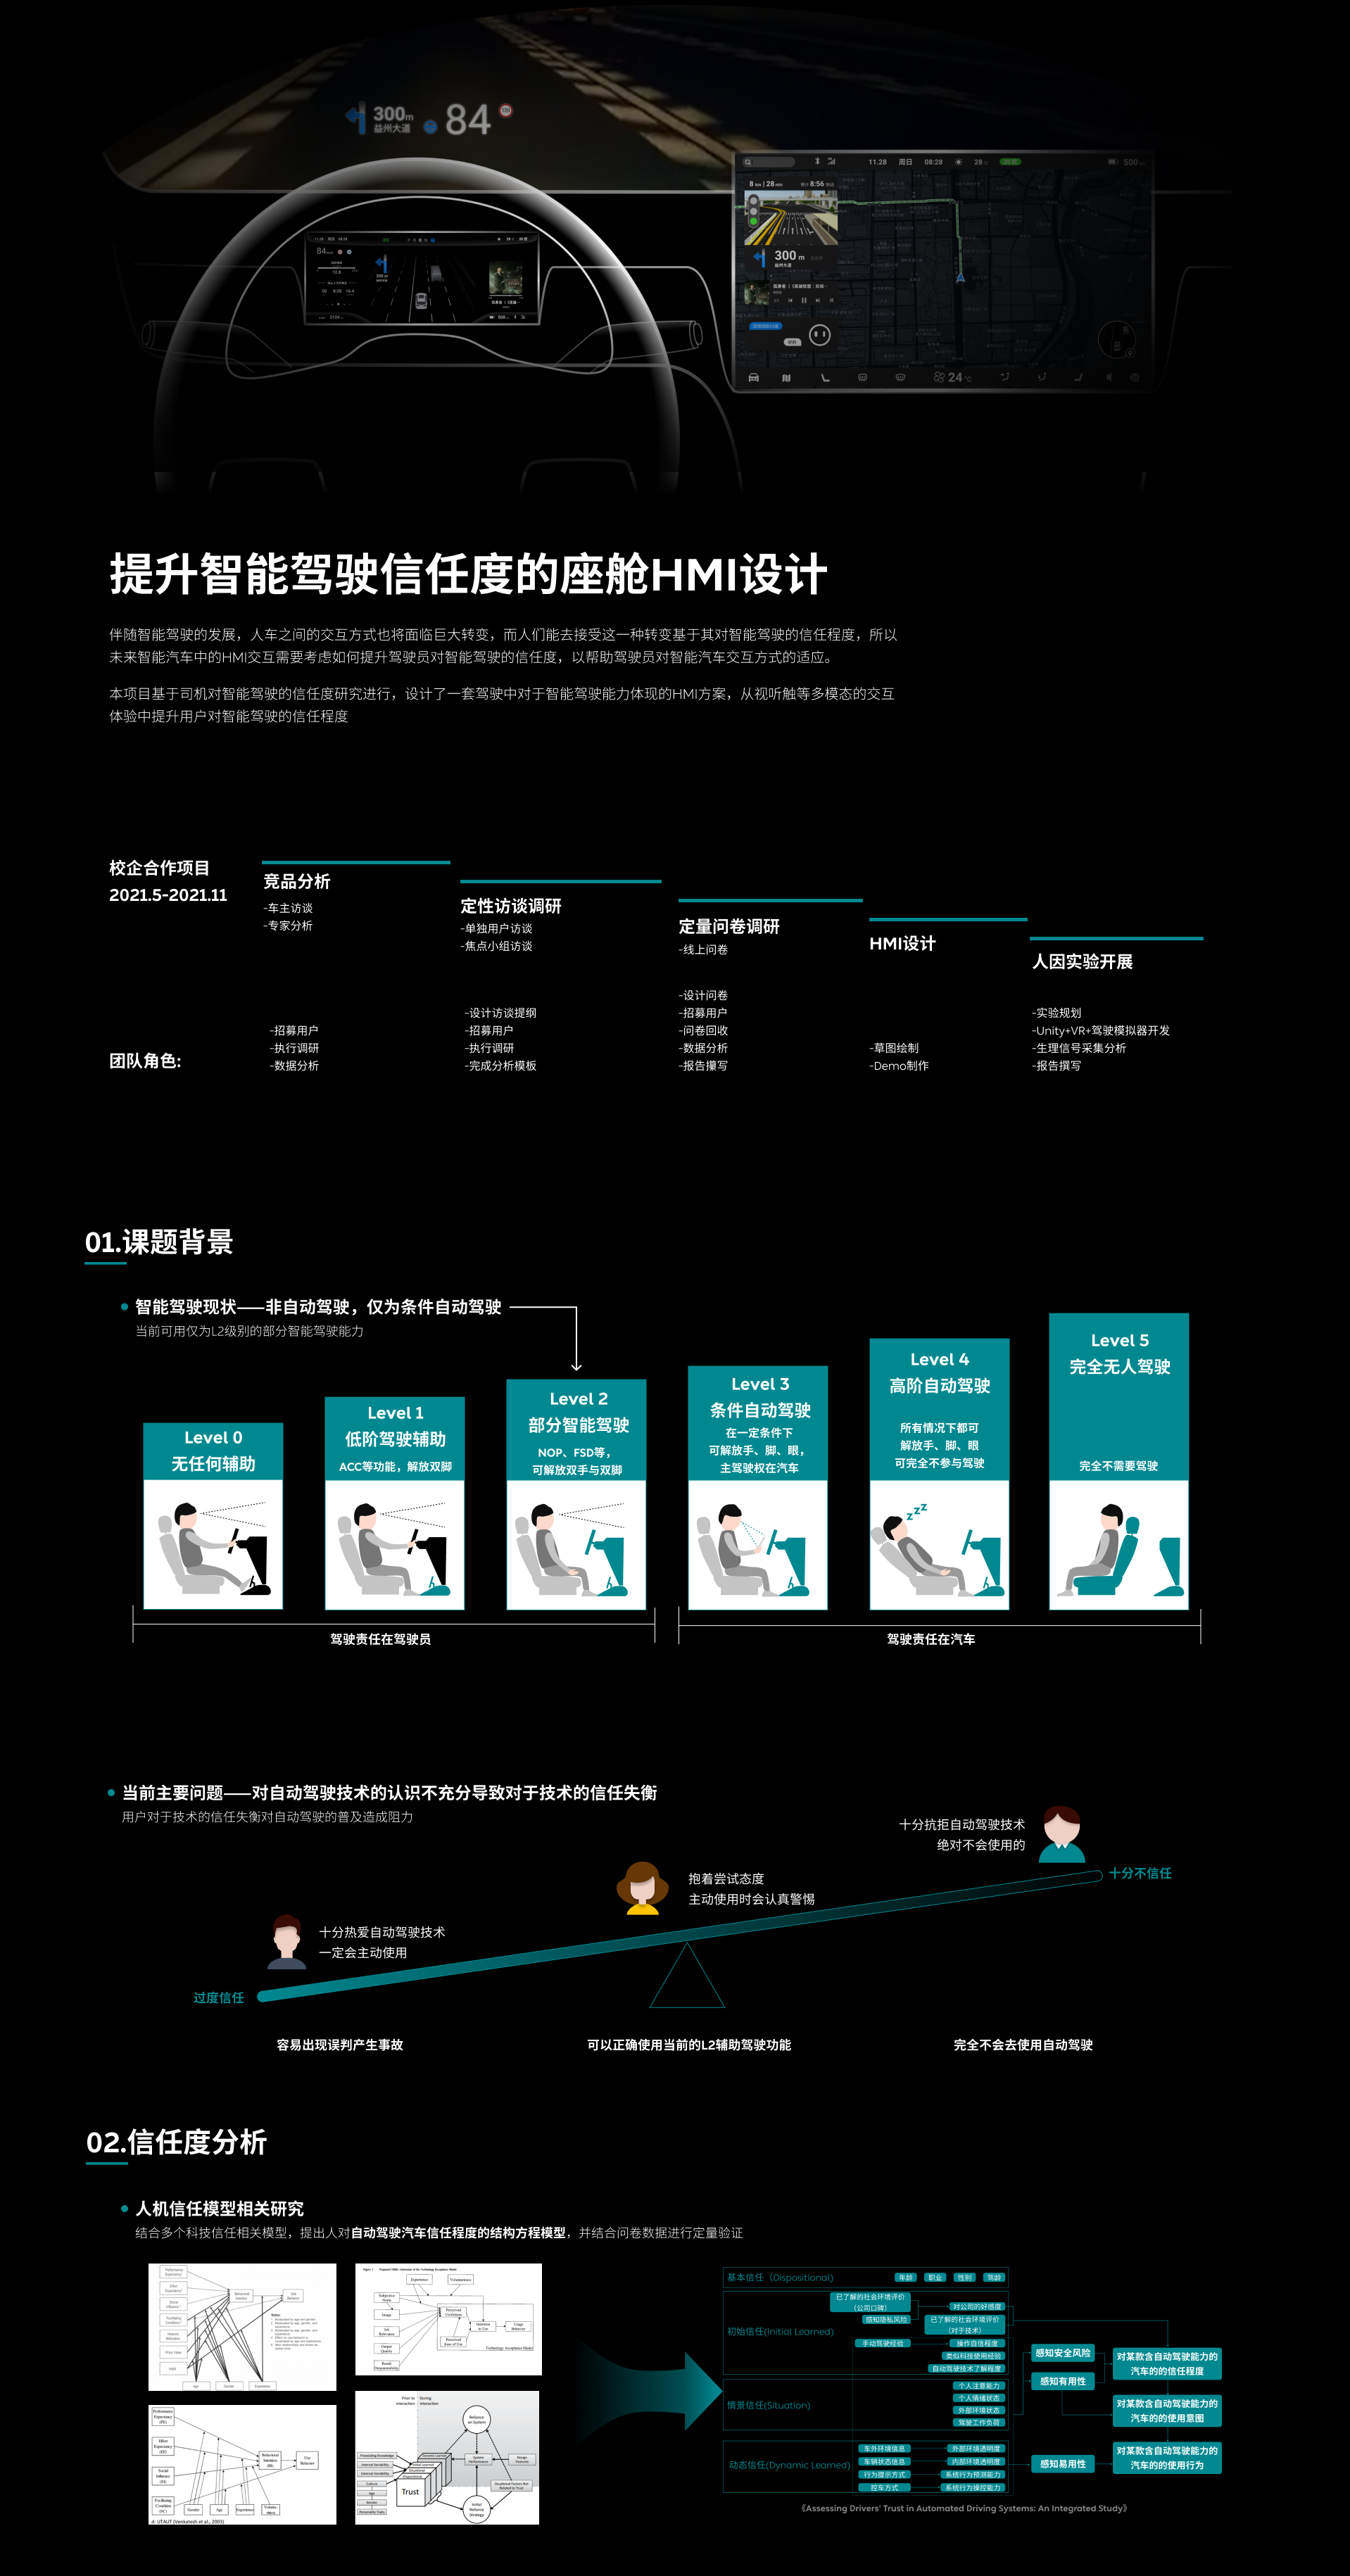 300m
益州大道
84
11.28 周日 08:28 28
500
8 km | 28 min 8:56
300 m
24℃
提升智能驾驶信任度的座舱HMI设计
伴随智能驾驶的发展，人车之间的交互方式也将面临巨大转变，而人们能去接受这一种转变基于其对智能驾驶的信任程度，所以
未来智能汽车中的HMI交互需要考虑如何提升驾驶员对智能驾驶的信任度，以帮助驾驶员对智能汽车交互方式的适应。
本项目基于司机对智能驾驶的信任度研究进行，设计了一套驾驶中对于智能驾驶能力体现的HMI方案，从视听触等多模态的交互
体验中提升用户对智能驾驶的信任程度
校企合作项目
2021.5-2021.11
竞品分析
-车主访谈
-专家分析
定性访谈调研
-单独用户访谈
-焦点小组访谈
定量问卷调研
-线上问卷
HMI设计
人因实验开展
团队角色:
-招募用户
-执行调研
-数据分析
-设计访谈提纲
-招募用户
-执行调研
-完成分析模板
-设计问卷
-招募用户
-问卷回收
-数据分析
-报告撰写
-草图绘制
-Demo制作
-实验规划
-Unity+VR+驾驶模拟器开发
-生理信号采集分析
-报告撰写
01.课题背景
智能驾驶现状——非自动驾驶，仅为条件自动驾驶
当前可用仅为L2级别的部分智能驾驶能力
Level 0
无任何辅助
Level 1
低阶驾驶辅助
ACC等功能，解放双脚
Level 2
部分智能驾驶
NOP、FSD等，
可解放双手与双脚
Level 3
条件自动驾驶
在一定条件下
可解放手、脚、眼，
主驾驶权在汽车
Level 4
高阶自动驾驶
所有情况下都可
解放手、脚、眼
可完全不参与驾驶
Level 5
完全无人驾驶
完全不需要驾驶
zzZ
驾驶责任在驾驶员
驾驶责任在汽车
当前主要问题——对自动驾驶技术的认识不充分导致对于技术的信任失衡
用户对于技术的信任失衡对自动驾驶的普及造成阻力
十分抗拒自动驾驶技术
绝对不会使用的
十分不信任
抱着尝试态度
主动使用时会认真警惕
十分热爱自动驾驶技术
一定会主动使用
过度信任
容易出现误判产生事故
可以正确使用当前的L2辅助驾驶功能
完全不会去使用自动驾驶
02.信任度分析
人机信任模型相关研究
结合多个科技信任相关模型，提出人对自动驾驶汽车信任程度的结构方程模型，并结合问卷数据进行定量验证
Trust
Technology Acceptance Model
d: UTAUT (Venkatesh et al., 2003)
基本信任（Dispositional)
年龄 职业 性别 驾龄
初始信任(Initial Learned)
已了解的社会环境评价
（公司口碑）
对公司的好感度
感知隐私风险
已了解的社会环境评价
（对于技术）
手动驾驶经验
操作自信程度
类似科技使用经验
自动驾驶技术了解程度
情景信任(Situation)
个人注意能力
个人情绪状态
外部环境状态
驾驶工作负荷
动态信任(Dynamic Learned)
车外环境信息
外部环境透明度
车辆状态信息
内部环境透明度
行为提示方式
系统行为预测能力
控车方式
系统行为操控能力
感知安全风险
感知有用性
感知易用性
对某款含自动驾驶能力的
汽车的的信任程度
对某款含自动驾驶能力的
汽车的的使用意图
对某款含自动驾驶能力的
汽车的的使用行为
《Assessing Drivers' Trust in Automated Driving Systems: An Integrated Study》